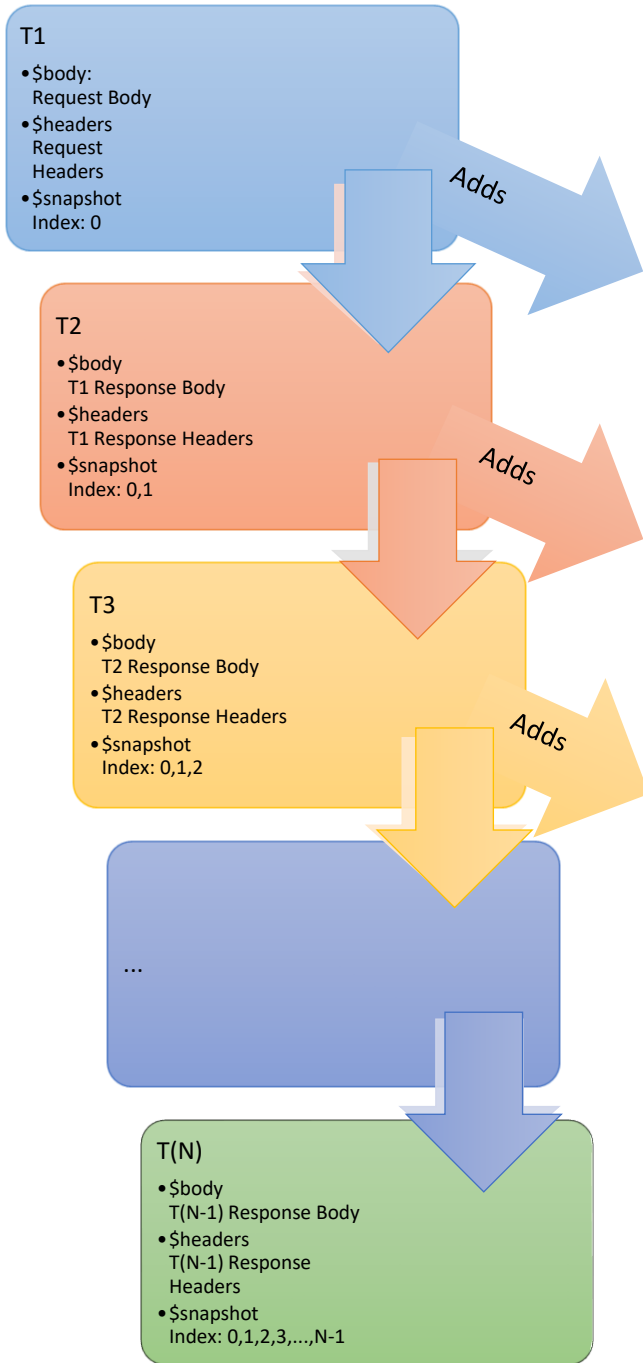 T1
•$body:
Request Body
•$headers
Request
Headers
•$snapshot
Index: 0
Adds
T2
•$body
T1 Response Body
•$headers
T1 Response Headers
•$snapshot
Index: 0,1
Adds
T3
•$body
T2 Response Body
•$headers
T2 Response Headers
•$snapshot
Index: 0,1,2
Adds
...
T(N)
•$body
T(N-1) Response Body
•$headers
T(N-1) Response
Headers
•$snapshot
Index: 0,1,2,3,...,N-1